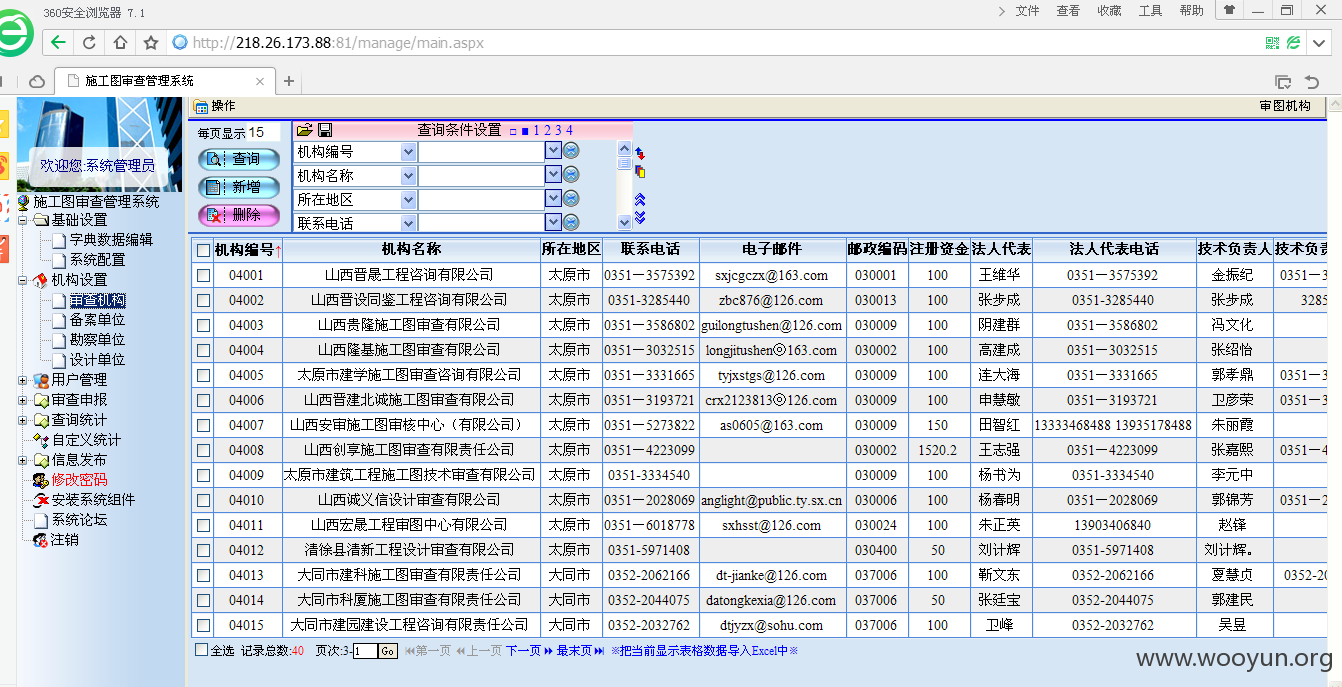 360安全浏览器 7.1
文件 查看 收藏 工具 帮助
http://218.26.173.88:81/manage/main.aspx
施工图审查管理系统
操作 审图机构
欢迎您:系统管理员
每页显示 15
查询
新增
删除
查询条件设置 1 2 3 4
机构编号
机构名称
所在地区
联系电话
施工图审查管理系统
基础设置
字典数据编辑
系统配置
机构设置
审查机构
备案单位
勘察单位
设计单位
用户管理
审查申报
查询统计
自定义统计
信息发布
修改密码
安装系统组件
系统论坛
注销
机构编号↑ 机构名称 所在地区 联系电话 电子邮件 邮政编码 注册资金 法人代表 法人代表电话 技术负责人 技术负责
04001 山西晋晟工程咨询有限公司 太原市 0351－3575392 sxjcgczx@163.com 030001 100 王维华 0351－3575392 金振纪 0351－3
04002 山西晋设同鉴工程咨询有限公司 太原市 0351-3285440 zbc876@126.com 030013 100 张步成 0351-3285440 张步成 3285
04003 山西贵隆施工图审查有限公司 太原市 0351－3586802 guilongtushen@126.com 030009 100 阴建群 0351－3586802 冯文化
04004 山西隆基施工图审查有限公司 太原市 0351－3032515 longjitushen◎163.com 030002 100 高建成 0351－3032515 张绍怡
04005 太原市建学施工图审查咨询有限公司 太原市 0351－3331665 tyjxstgs@126.com 030009 100 连大海 0351－3331665 郭孝鼎 0351－3
04006 山西晋建北诚施工图审查有限公司 太原市 0351－3193721 crx2123813◎126.com 030009 100 申慧敏 0351－3193721 卫彦荣 0351－3
04007 山西安审施工图审核中心（有限公司） 太原市 0351－5273822 as0605@163.com 030009 150 田智红 13333468488 13935178488 朱丽霞
04008 山西创享施工图审查有限责任公司 太原市 0351－4223099 030002 1520.2 王志强 0351－4223099 张嘉熙 0351－4
04009 太原市建筑工程施工图技术审查有限公司 太原市 0351-3334540 030009 100 杨书为 0351-3334540 李元中
04010 山西诚义信设计审查有限公司 太原市 0351－2028069 anglight@public.ty.sx.cn 030006 100 杨春明 0351－2028069 郭锦芳 0351－2
04011 山西宏晟工程审图中心有限公司 太原市 0351－6018778 sxhsst@126.com 030024 100 朱正英 13903406840 赵锋
04012 清徐县清新工程设计审查有限公司 太原市 0351-5971408 030400 50 刘计辉 0351-5971408 刘计辉。
04013 大同市建科施工图审查有限责任公司 大同市 0352-2062166 dt-jianke@126.com 037006 100 靳文东 0352-2062166 夏慧贞 0352-20
04014 大同市科厦施工图审查有限责任公司 大同市 0352-2044075 datongkexia@126.com 037006 50 张廷宝 0352-2044075 郭建民
04015 大同市建园建设工程咨询有限责任公司 大同市 0352-2032762 dtjyzx@sohu.com 037006 100 卫峰 0352-2032762 吴昱
全选 记录总数:40 页次:3-1 Go 第一页 上一页 下一页 最末页 ※把当前显示表格数据导入Excel中※
www.wooyun.org